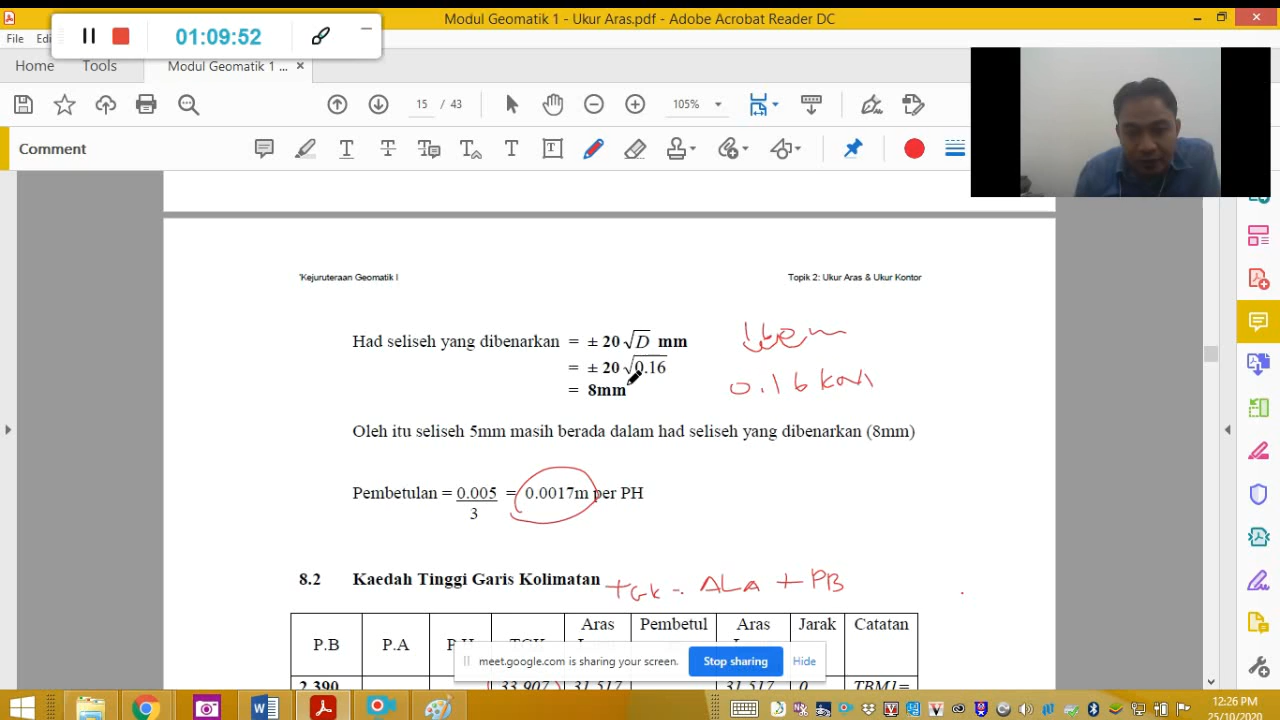 Modul Geomatik 1 - Ukur Aras.pdf - Adobe Acrobat Reader DC
File
01:09:52
Home Tools Modul Geomatik 1 ... ×
15 / 43 105%
Comment
'Kejuruteraan Geomatik I Topik 2: Ukur Aras & Ukur Kontor
Had seliseh yang dibenarkan = ± 20 √D mm
= ± 20 √0.16
= 8mm
0.16 km
Oleh itu seliseh 5mm masih berada dalam had seliseh yang dibenarkan (8mm)
Pembetulan = 0.005 = 0.0017m per PH
3
8.2 Kaedah Tinggi Garis Kolimatan TGK = ALA + PB
Aras Pembetul Aras Jarak Catatan
P.B P.A
meet.google.com is sharing your screen. Stop sharing Hide
2.390 33.907 31.517 31.517 0 TBM1=
12:26 PM
25/10/2020